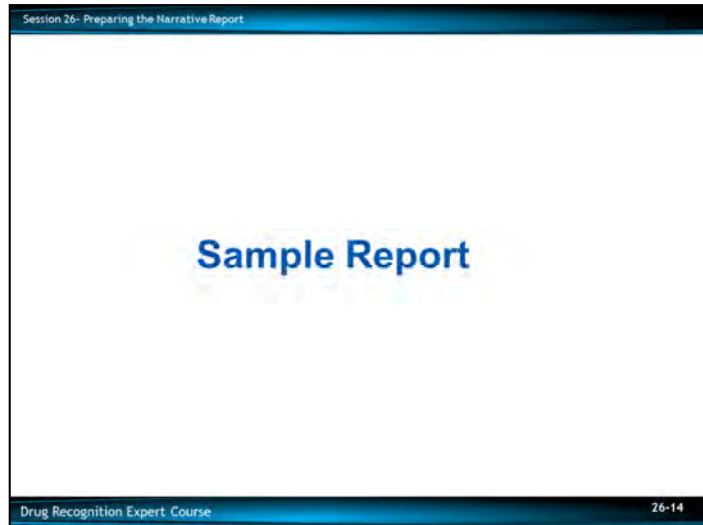 Session 26- Preparing the Narrative Report
Sample Report
Drug Recognition Expert Course
26-14